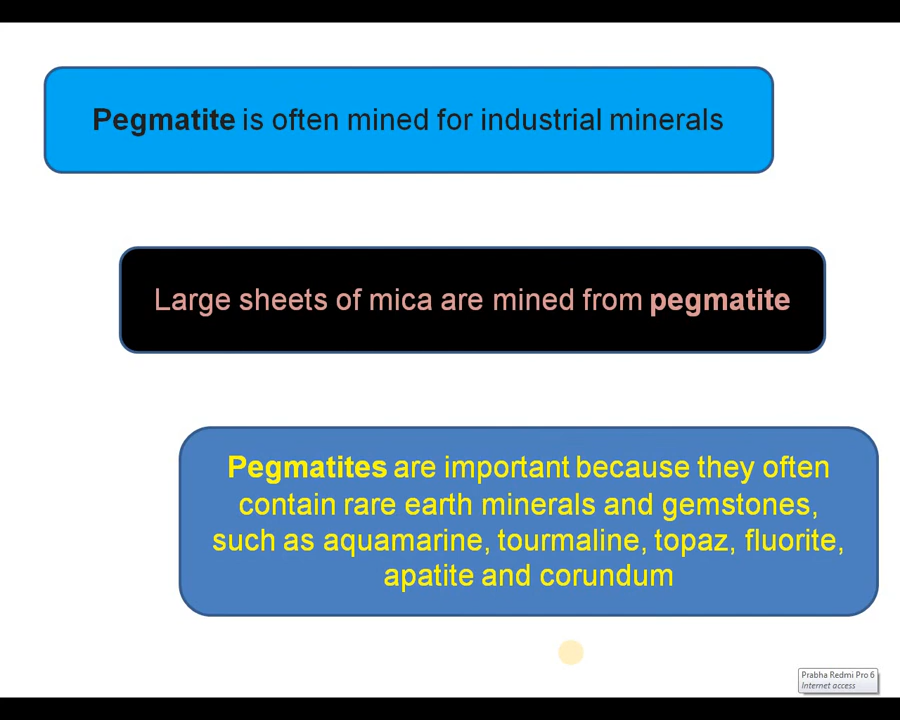 Pegmatite is often mined for industrial minerals
Large sheets of mica are mined from pegmatite
Pegmatites are important because they often
contain rare earth minerals and gemstones,
such as aquamarine, tourmaline, topaz, fluorite,
apatite and corundum
Prabha Redmi Pro 6
Internet access